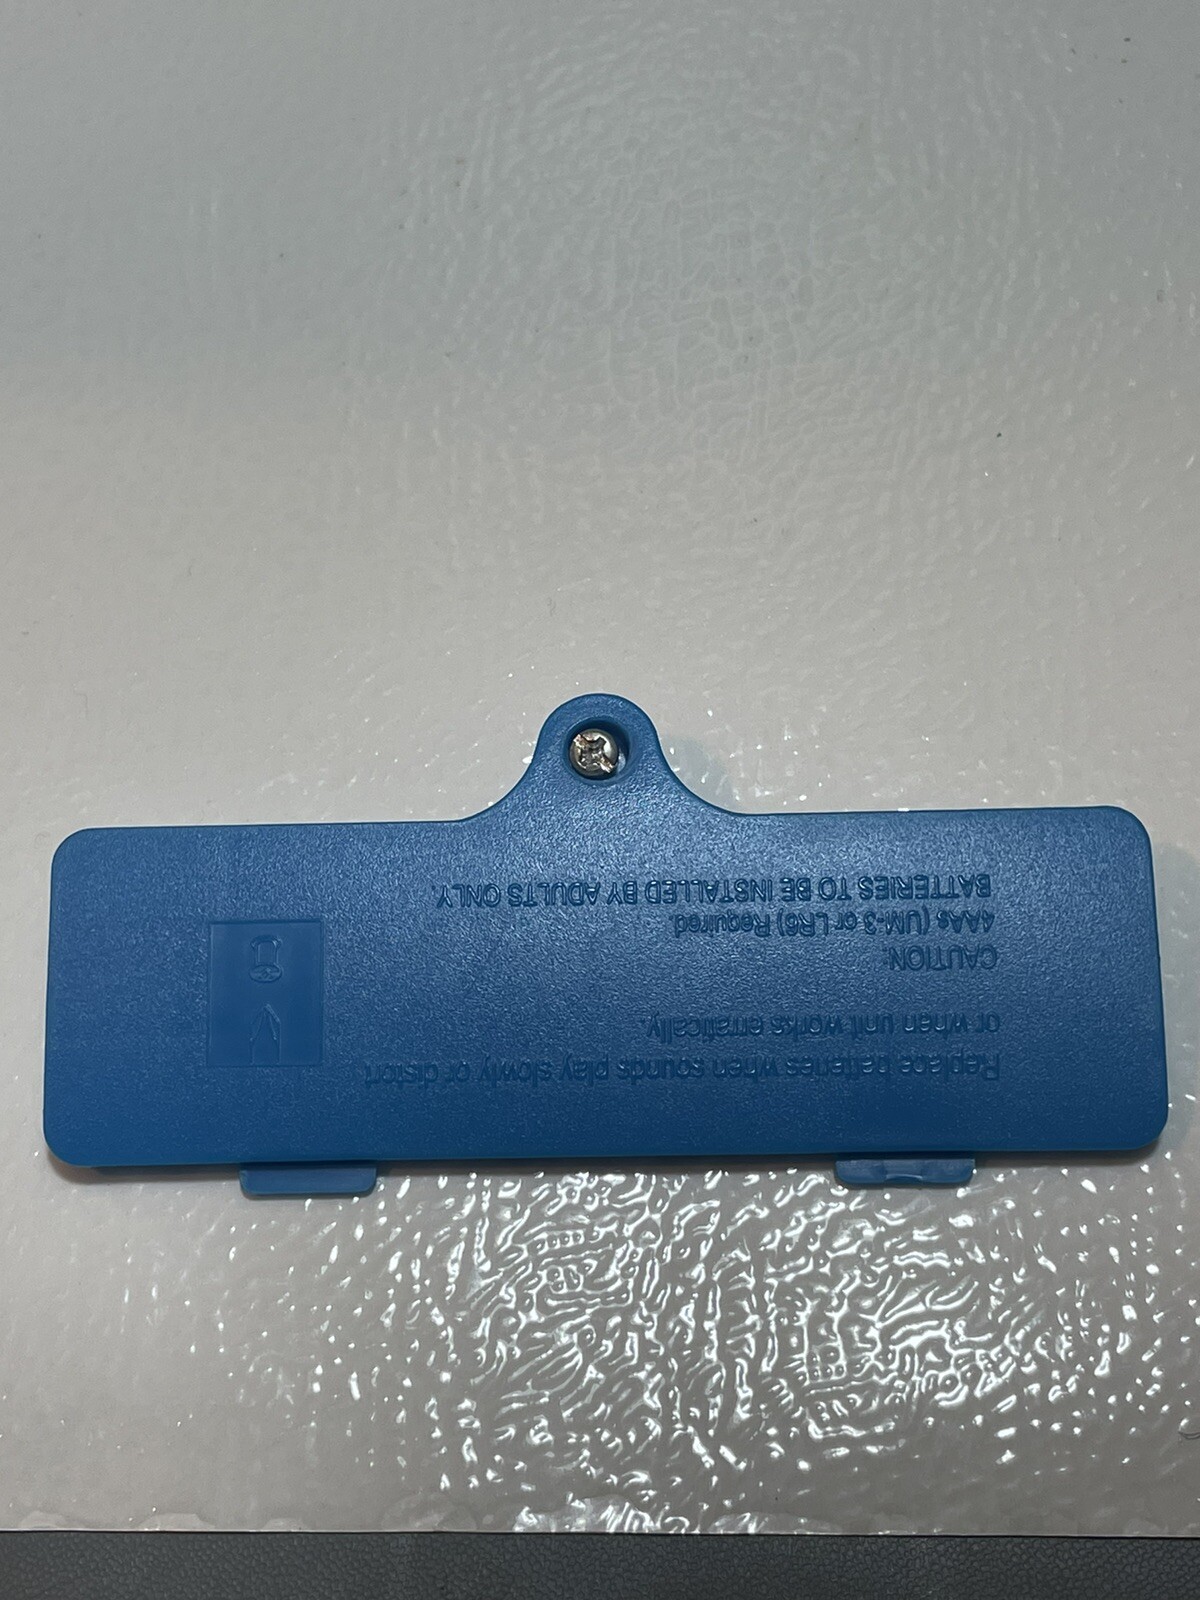 Replace batteries when sounds play slowly or distort
or when unit works erratically.
CAUTION:
4AAs (UM-3 or LR6) Required.
BATTERIES TO BE INSTALLED BY ADULTS ONLY.